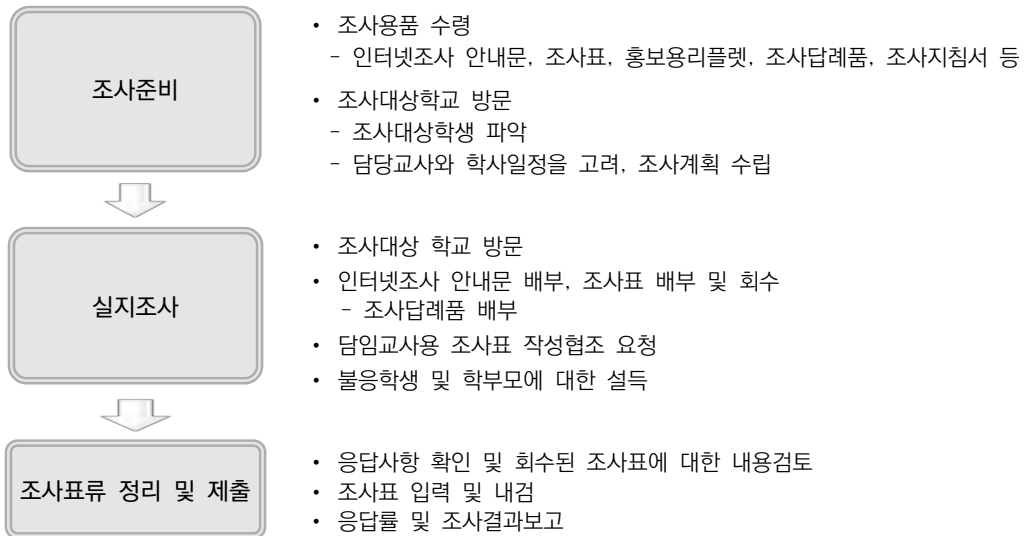 조사준비
• 조사용품 수령
- 인터넷조사 안내문, 조사표, 홍보용리플렛, 조사답례품, 조사지침서 등
• 조사대상학교 방문
- 조사대상학생 파악
- 담당교사와 학사일정을 고려, 조사계획 수립
실지조사
• 조사대상 학교 방문
• 인터넷조사 안내문 배부, 조사표 배부 및 회수
- 조사답례품 배부
• 담임교사용 조사표 작성협조 요청
• 불응학생 및 학부모에 대한 설득
조사표류 정리 및 제출
• 응답사항 확인 및 회수된 조사표에 대한 내용검토
• 조사표 입력 및 내검
• 응답률 및 조사결과보고